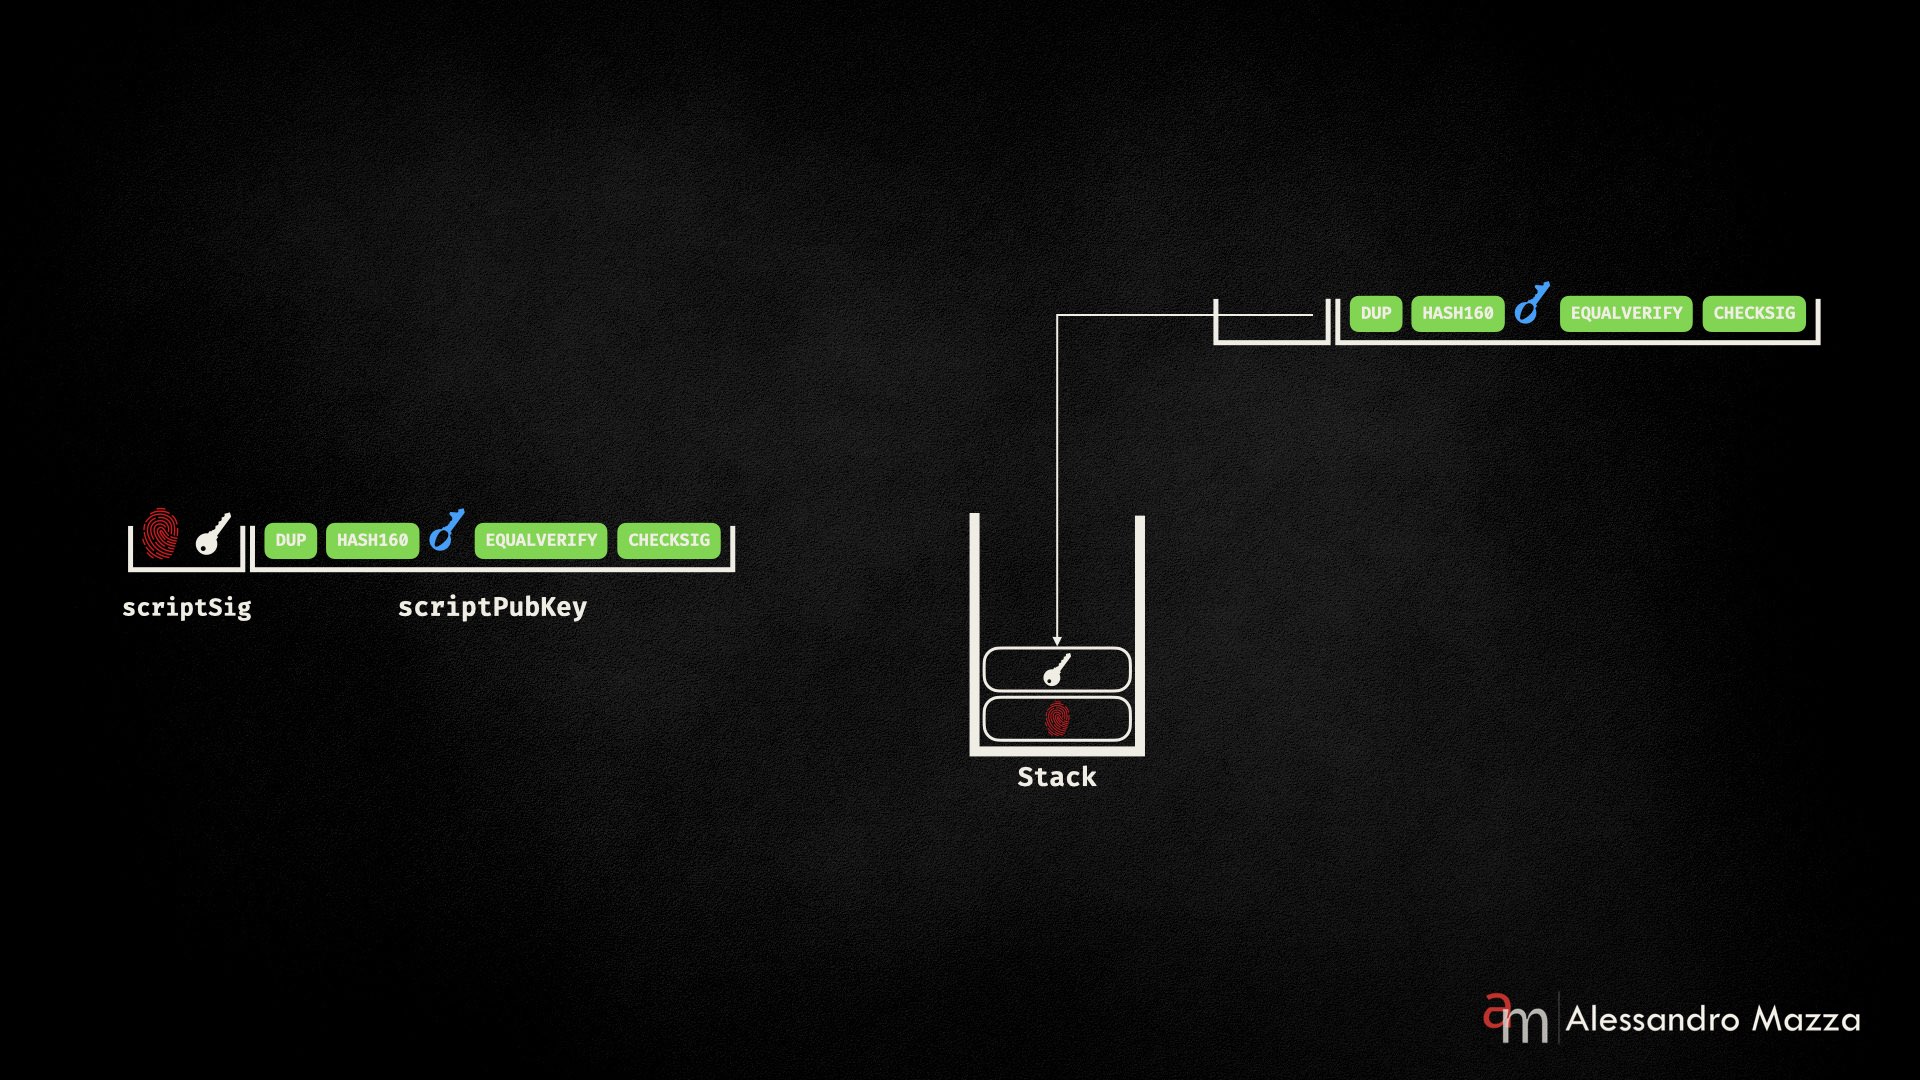 DUP HASH160 EQUALVERIFY CHECKSIG
DUP HASH160 EQUALVERIFY CHECKSIG
scriptSig scriptPubKey
Stack
am Alessandro Mazza